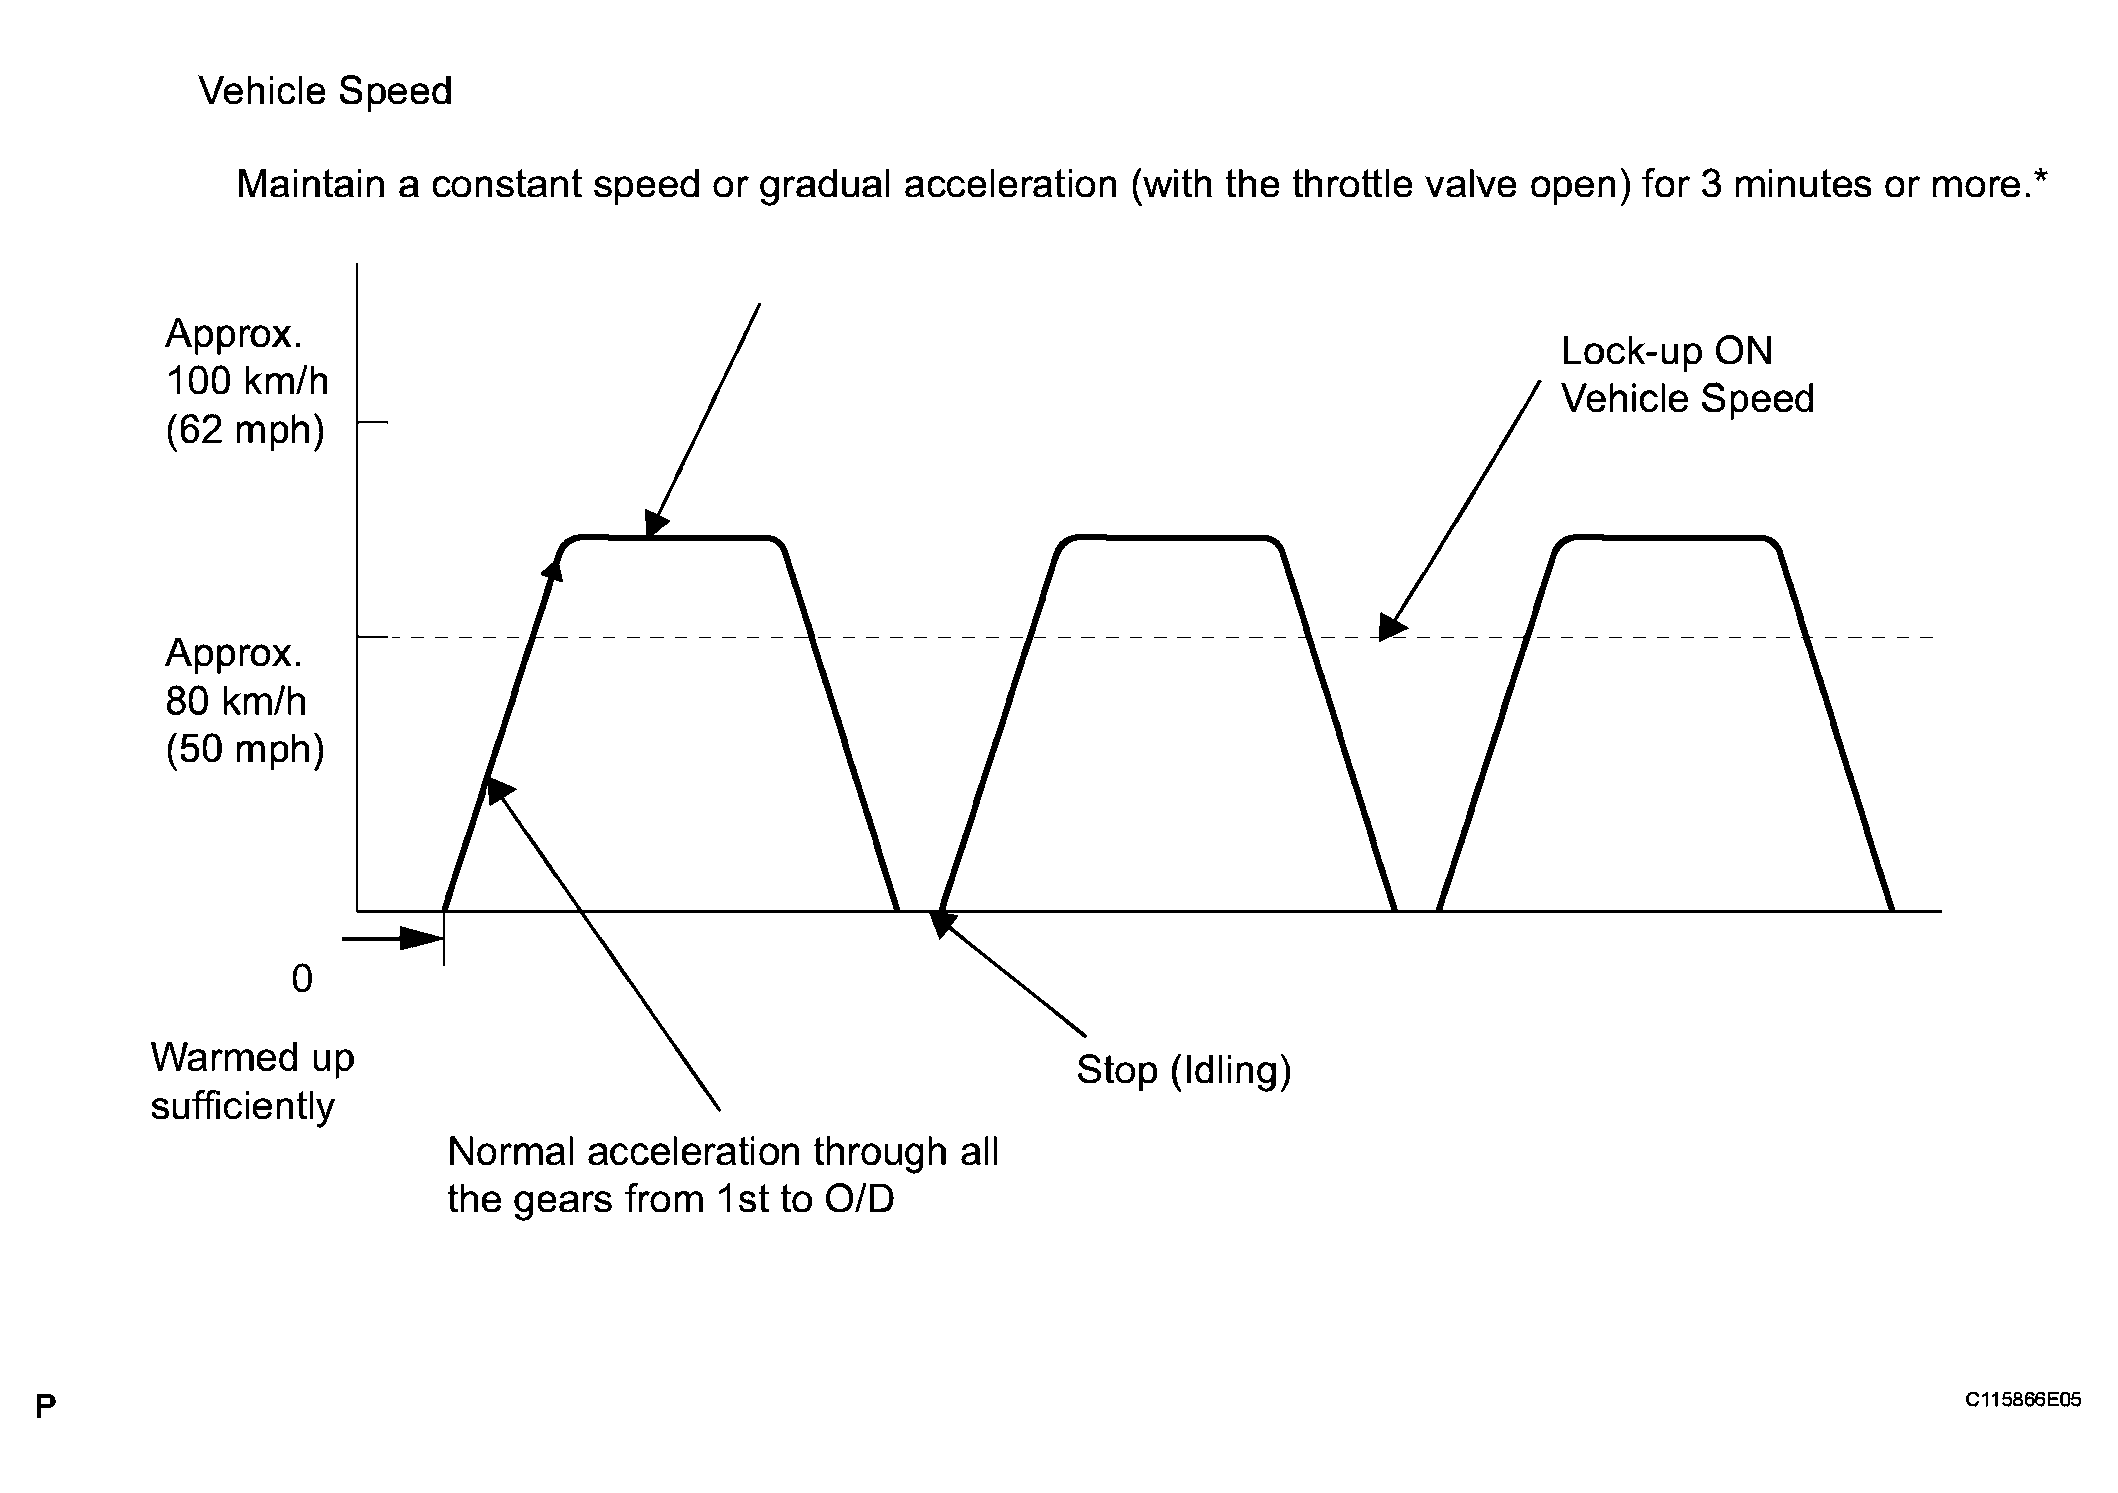 Vehicle Speed
Maintain a constant speed or gradual acceleration (with the throttle valve open) for 3 minutes or more.*
Approx.
100 km/h
(62 mph)
Lock-up ON
Vehicle Speed
Approx.
80 km/h
(50 mph)
0
Warmed up
sufficiently
Stop (Idling)
Normal acceleration through all
the gears from 1st to O/D
P
C115866E05